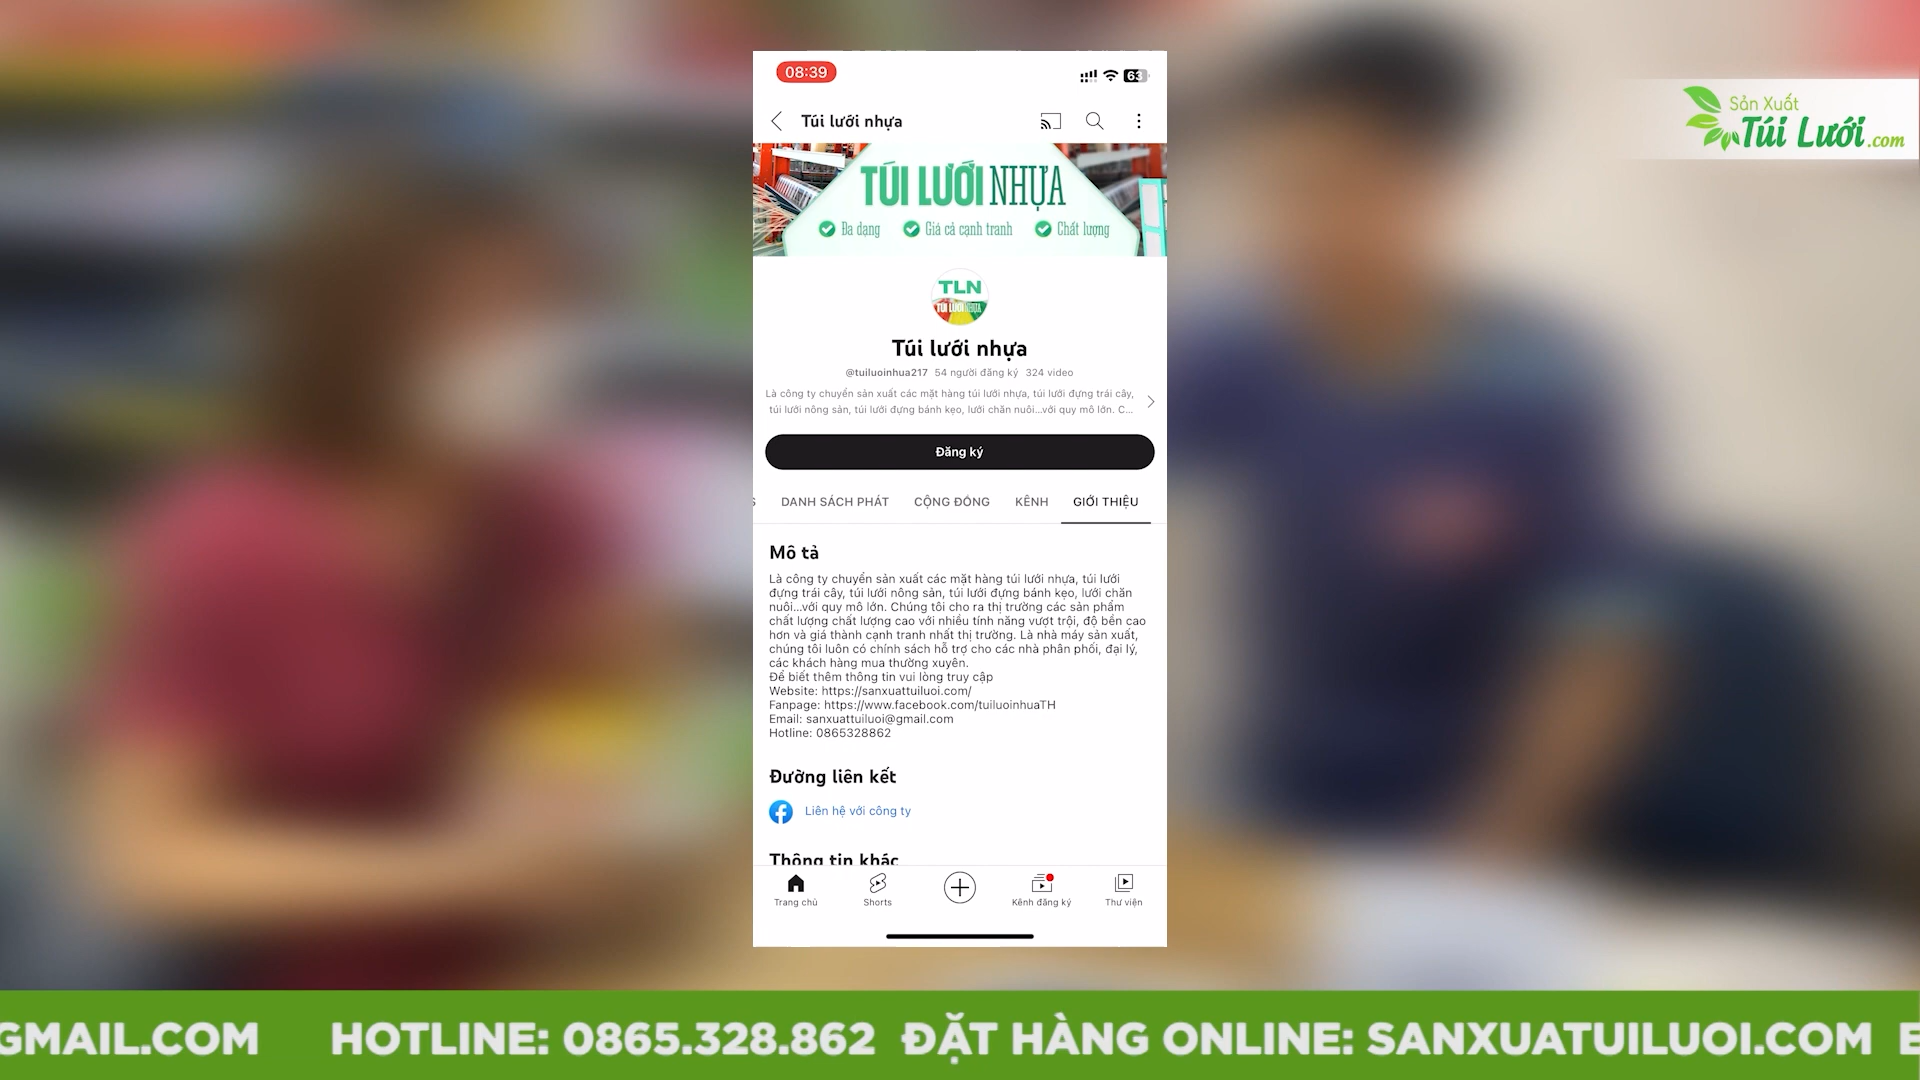 08:39
63
Túi lưới nhựa
TÚI LƯỚI NHỰA
Đa dạng
Giá cả cạnh tranh
Chất lượng
TLN
TÚI LƯỚI NHỰA
Túi lưới nhựa
@tuiluoinhua217 54 người đăng ký 324 video
Là công ty chuyển sản xuất các mặt hàng túi lưới nhựa, túi lưới đựng trái cây,
túi lưới nông sản, túi lưới đựng bánh kẹo, lưới chăn nuôi...với quy mô lớn. C...
Đăng ký
DANH SÁCH PHÁT
CỘNG ĐỒNG
KÊNH
GIỚI THIỆU
Mô tả
Là công ty chuyển sản xuất các mặt hàng túi lưới nhựa, túi lưới
đựng trái cây, túi lưới nông sản, túi lưới đựng bánh kẹo, lưới chăn
nuôi...với quy mô lớn. Chúng tôi cho ra thị trường các sản phẩm
chất lượng chất lượng cao với nhiều tính năng vượt trội, độ bền cao
hơn và giá thành cạnh tranh nhất thị trường. Là nhà máy sản xuất,
chúng tôi luôn có chính sách hỗ trợ cho các nhà phân phối, đại lý,
các khách hàng mua thường xuyên.
Để biết thêm thông tin vui lòng truy cập
Website: https://sanxuattuiluoi.com/
Fanpage: https://www.facebook.com/tuiluoinhuaTH
Email: sanxuattuiluoi@gmail.com
Hotline: 0865328862
Đường liên kết
Liên hệ với công ty
Thông tin khác
Trang chủ
Shorts
Kênh đăng ký
Thư viện
Sản Xuất
Túi Lưới.com
GMAIL.COM HOTLINE: 0865.328.862 ĐẶT HÀNG ONLINE: SANXUATUILUOI.COM E